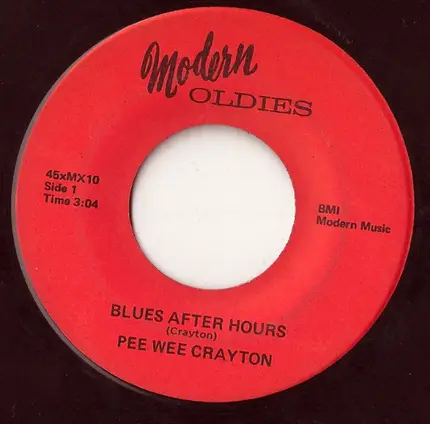 Modern
OLDIES
45xMX10
Side 1
Time 3:04
BMI
Modern Music
BLUES AFTER HOURS
(Crayton)
PEE WEE CRAYTON